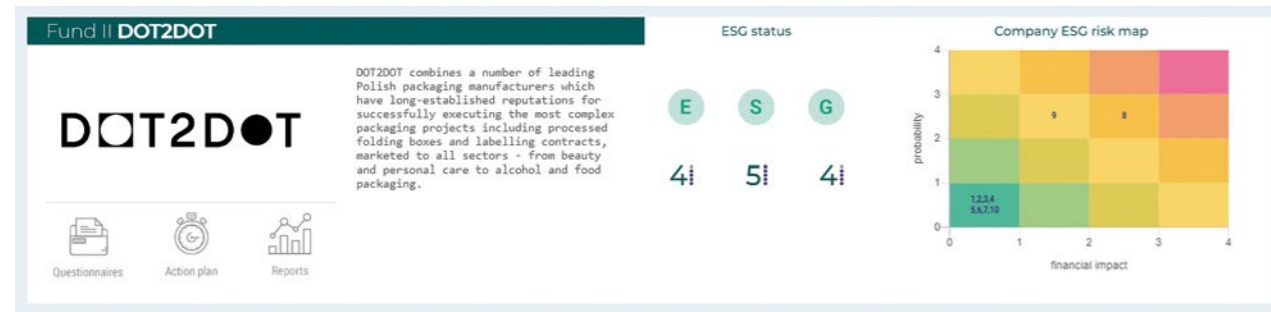 Fund II DOT2DOT
DOT2DOT
DOT2DOT combines a number of leading
Polish packaging manufacturers which
have long-established reputations for
successfully executing the most complex
packaging projects including processed
folding boxes and labelling contracts,
marketed to all sectors - from beauty
and personal care to alcohol and food
packaging.
Questionnaires
Action plan
Reports
ESG status
E S G
4 5 4
Company ESG risk map
probability
4
3
2
1
0
9
8
1,2,3,4
5,6,7,10
0 1 2 3 4
financial impact